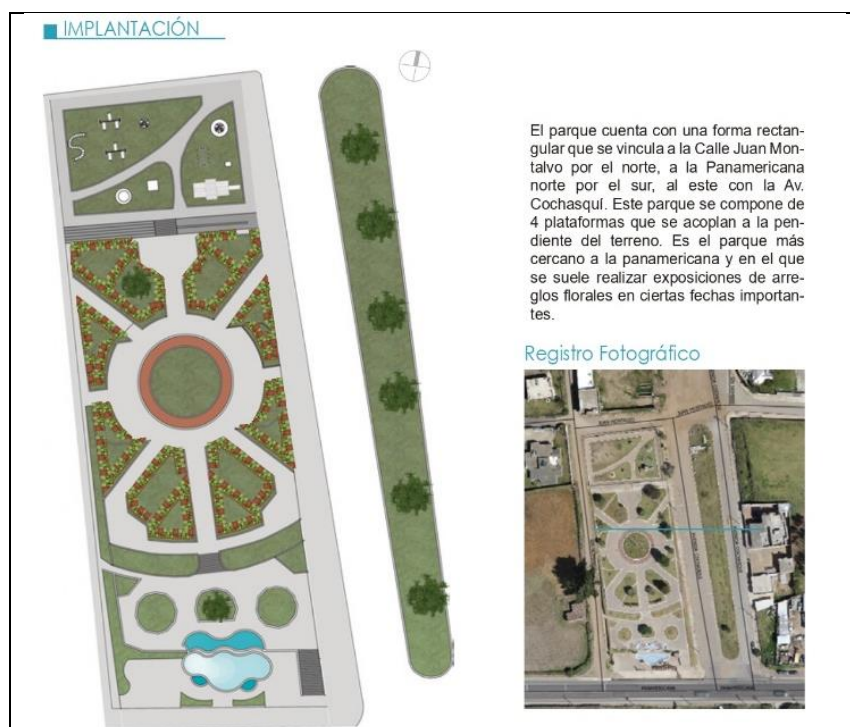 IMPLANTACIÓN
El parque cuenta con una forma rectan-
gular que se vincula a la Calle Juan Mon-
talvo por el norte, a la Panamericana
norte por el sur, al este con la Av.
Cochasquí. Este parque se compone de
4 plataformas que se acoplan a la pen-
diente del terreno. Es el parque más
cercano a la panamericana y en el que
se suele realizar exposiciones de arre-
glos florales en ciertas fechas importan-
tes.
Registro Fotográfico
PANAMERICANA
PANAMERICANA